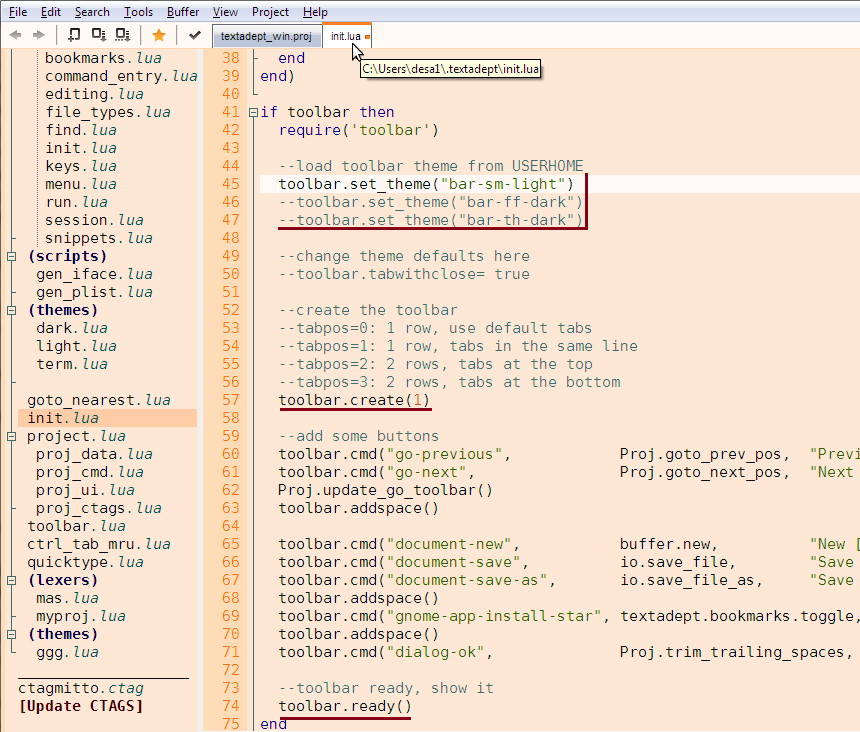 File Edit Search Tools Buffer View Project Help
textadept_win.proj init.lua
C:\Users\desa1\.textadept\init.lua
bookmarks.lua
command_entry.lua
editing.lua
file_types.lua
find.lua
init.lua
keys.lua
menu.lua
run.lua
session.lua
snippets.lua
(scripts)
gen_iface.lua
gen_plist.lua
(themes)
dark.lua
light.lua
term.lua
goto_nearest.lua
init.lua
project.lua
proj_data.lua
proj_cmd.lua
proj_ui.lua
proj_ctags.lua
toolbar.lua
ctrl_tab_mru.lua
quicktype.lua
(lexers)
mas.lua
myproj.lua
(themes)
ggg.lua
ctagmitto.ctag
[Update CTAGS]
38 end
39 end)
40
41 if toolbar then
42 require('toolbar')
43
44 --load toolbar theme from USERHOME
45 toolbar.set_theme("bar-sm-light")
46 --toolbar.set_theme("bar-ff-dark")
47 --toolbar.set_theme("bar-th-dark")
48
49 --change theme defaults here
50 --toolbar.tabwithclose= true
51
52 --create the toolbar
53 --tabpos=0: 1 row, use default tabs
54 --tabpos=1: 1 row, tabs in the same line
55 --tabpos=2: 2 rows, tabs at the top
56 --tabpos=3: 2 rows, tabs at the bottom
57 toolbar.create(1)
58
59 --add some buttons
60 toolbar.cmd("go-previous", Proj.goto_prev_pos, "Previ
61 toolbar.cmd("go-next", Proj.goto_next_pos, "Next
62 Proj.update_go_toolbar()
63 toolbar.addspace()
64
65 toolbar.cmd("document-new", buffer.new, "New [
66 toolbar.cmd("document-save", io.save_file, "Save
67 toolbar.cmd("document-save-as", io.save_file_as, "Save
68 toolbar.addspace()
69 toolbar.cmd("gnome-app-install-star", textadept.bookmarks.toggle,
70 toolbar.addspace()
71 toolbar.cmd("dialog-ok", Proj.trim_trailing_spaces,
72
73 --toolbar ready, show it
74 toolbar.ready()
75 end